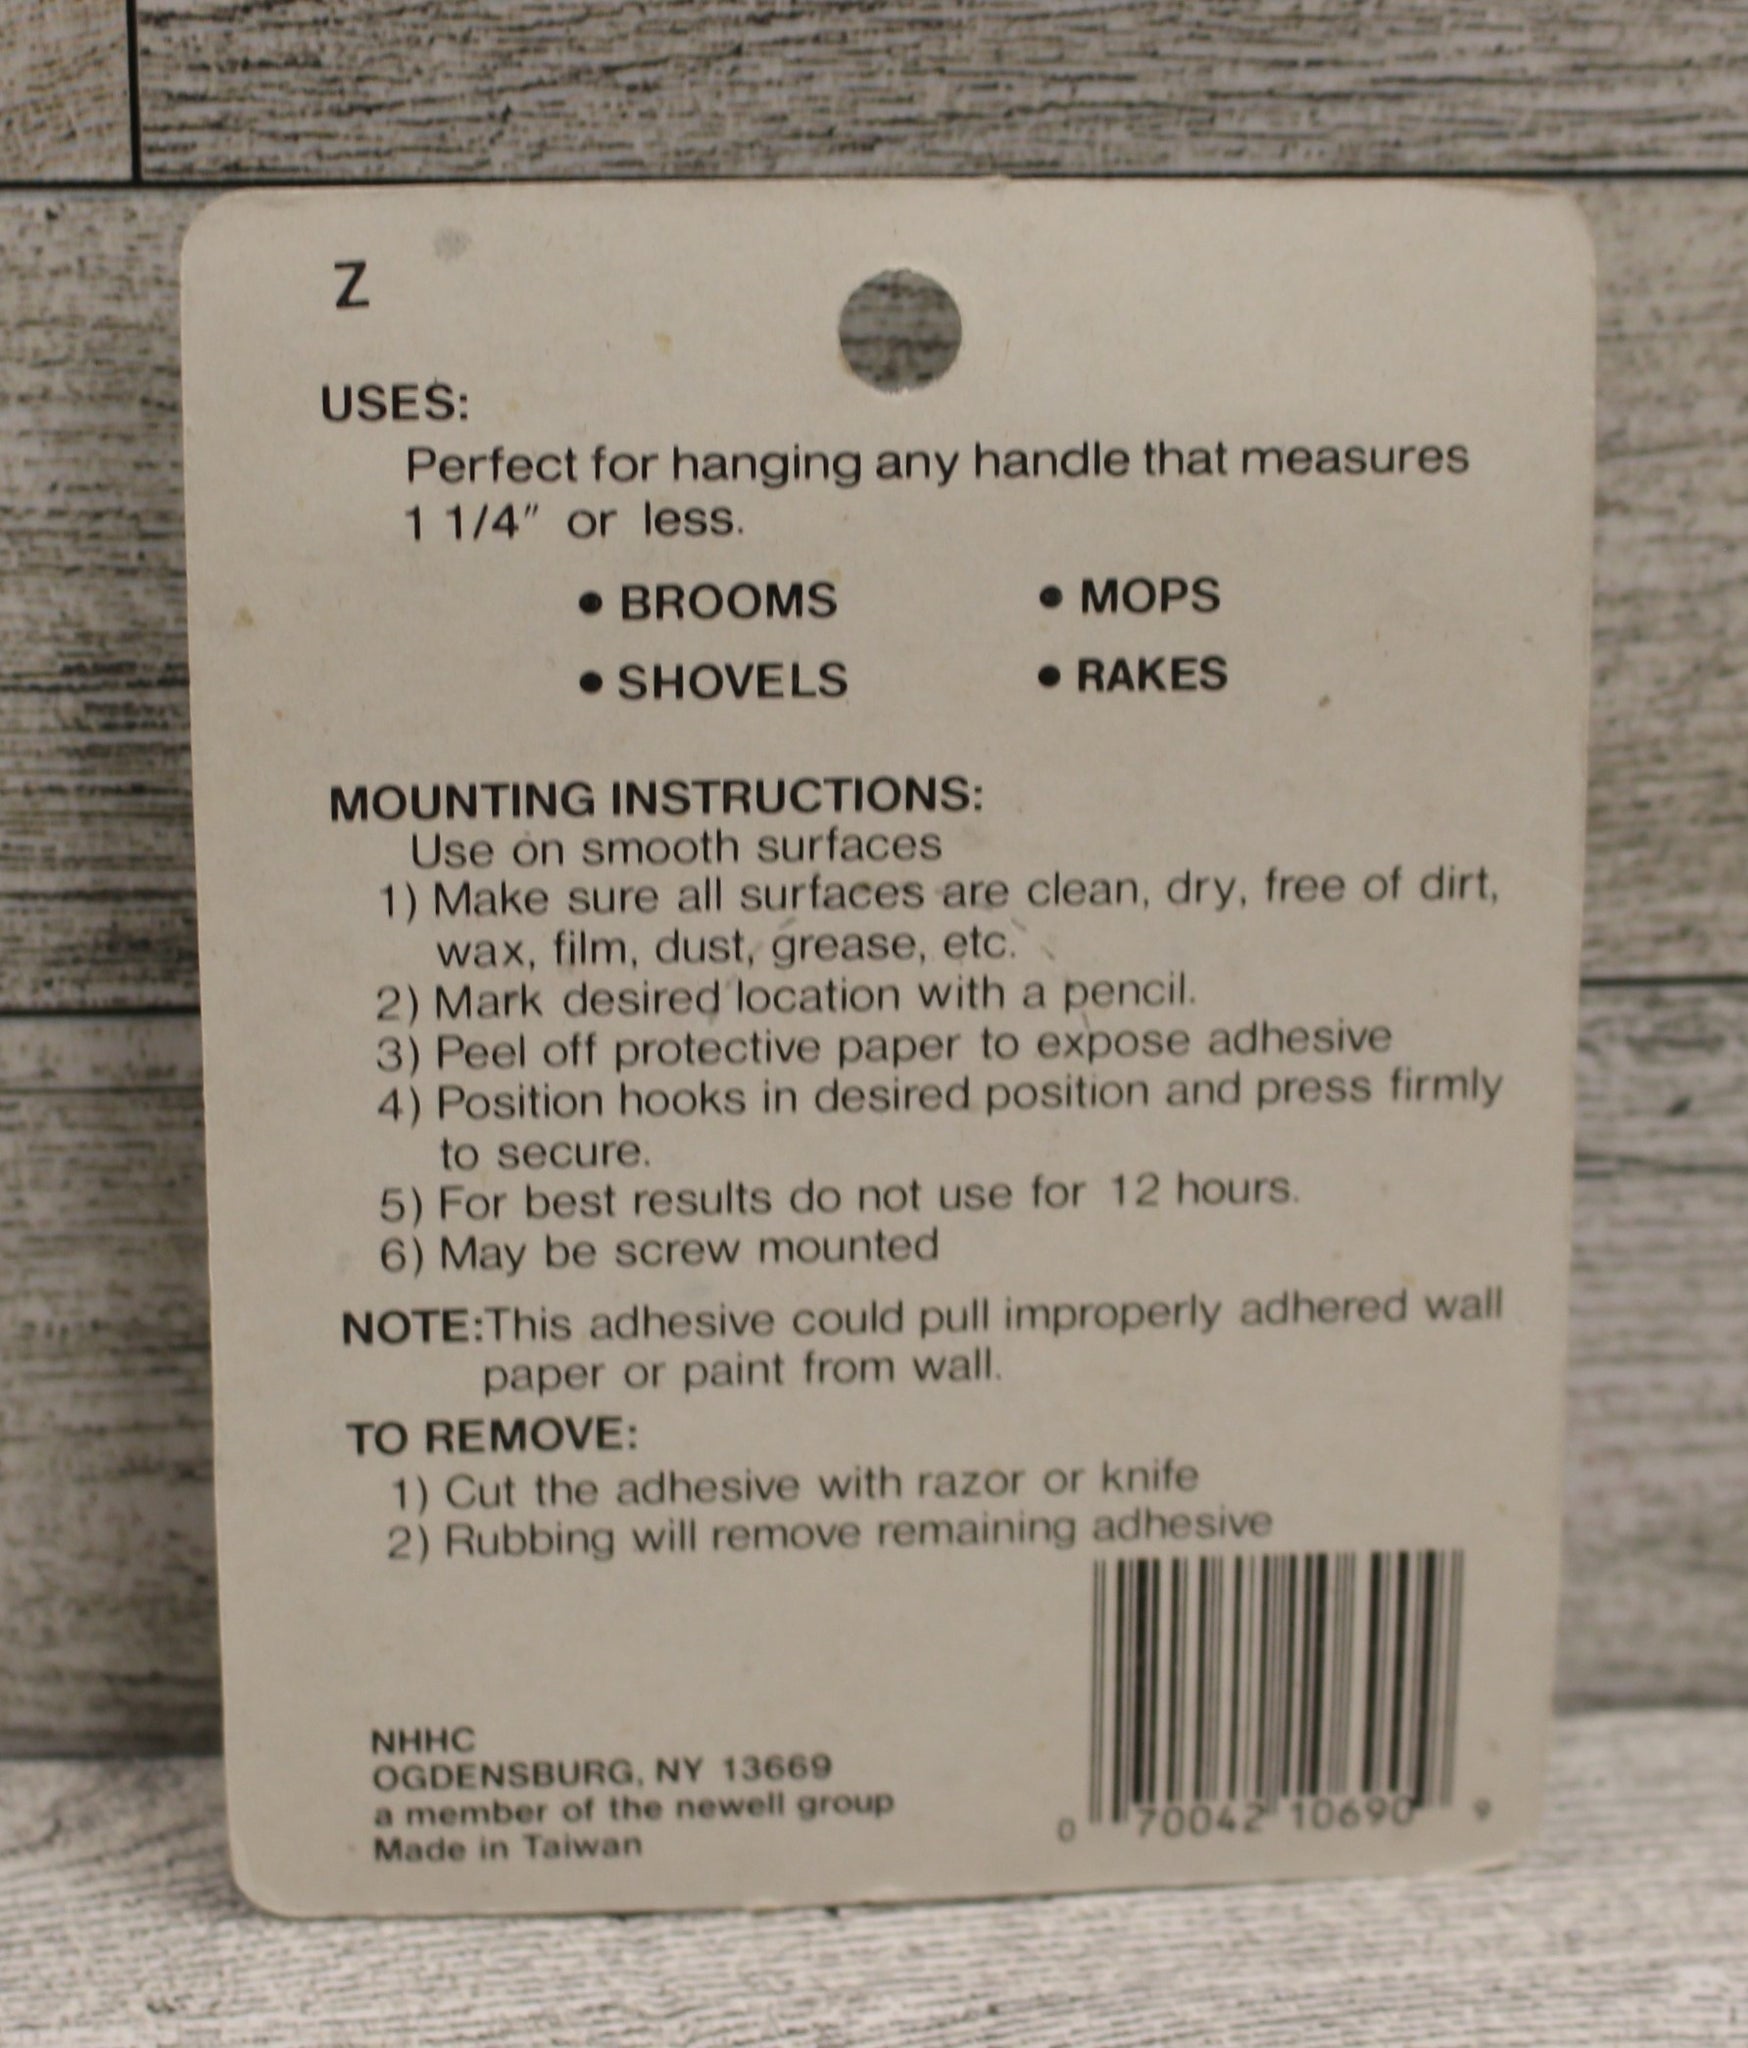 Z
USES:
Perfect for hanging any handle that measures
1 1/4" or less.
• BROOMS • MOPS
• SHOVELS • RAKES
MOUNTING INSTRUCTIONS:
Use on smooth surfaces
1) Make sure all surfaces are clean, dry, free of dirt,
wax, film, dust, grease, etc.
2) Mark desired location with a pencil.
3) Peel off protective paper to expose adhesive
4) Position hooks in desired position and press firmly
to secure.
5) For best results do not use for 12 hours.
6) May be screw mounted
NOTE:This adhesive could pull improperly adhered wall
paper or paint from wall.
TO REMOVE:
1) Cut the adhesive with razor or knife
2) Rubbing will remove remaining adhesive
NHHC
OGDENSBURG, NY 13669
a member of the newell group
Made in Taiwan
0 70042 10690 9